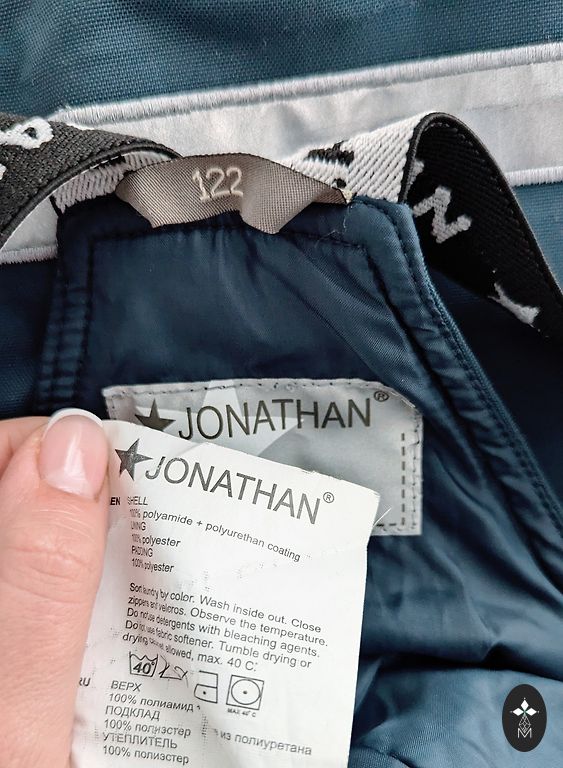 122
JONATHAN®
JONATHAN®
EN SHELL
100% polyamide + polyurethan coating
LINING
100% polyester
PADDING
100% polyester
Sort laundry by color. Wash inside out. Close
zippers and velcros. Observe the temperature.
Do not use detergents with bleaching agents.
Do not use fabric softener. Tumble drying or
drying allowed, max. 40 C.
40
MAX 40°C
RU ВЕРХ
100% полиамид + из полиуретана
ПОДКЛАД
100% полиэстер
УТЕПЛИТЕЛЬ
100% полиэстер
M